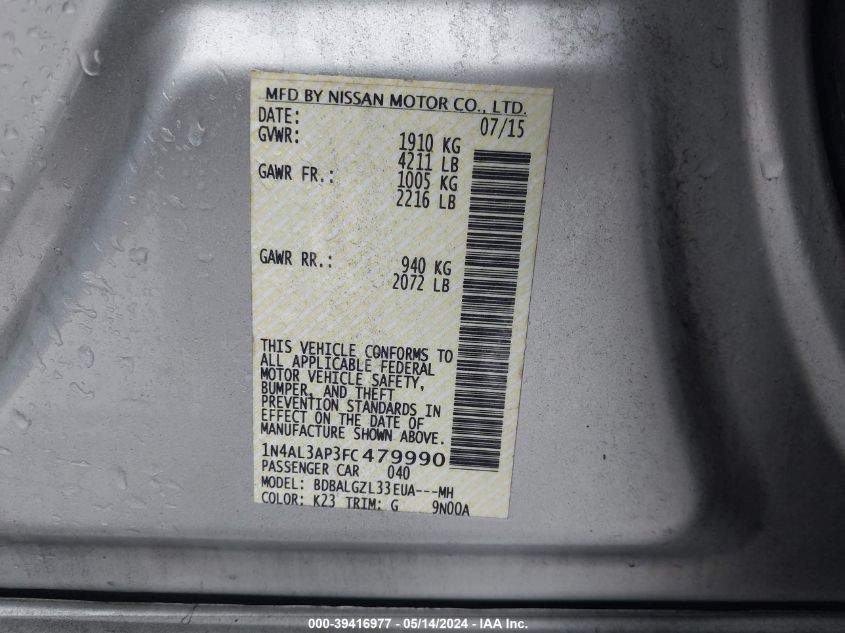 MFD BY NISSAN MOTOR CO., LTD.
DATE: 07/15
GVWR: 1910 KG
4211 LB
GAWR FR.: 1005 KG
2216 LB
GAWR RR.: 940 KG
2072 LB
THIS VEHICLE CONFORMS TO
ALL APPLICABLE FEDERAL
MOTOR VEHICLE SAFETY,
BUMPER, AND THEFT
PREVENTION STANDARDS IN
EFFECT ON THE DATE OF
MANUFACTURE SHOWN ABOVE.
1N4AL3AP3FC479990
PASSENGER CAR 040
MODEL: BDBALGZL33EUA---MH
COLOR: K23 TRIM: G 9N00A
000-39416977 - 05/14/2024 - IAA Inc.